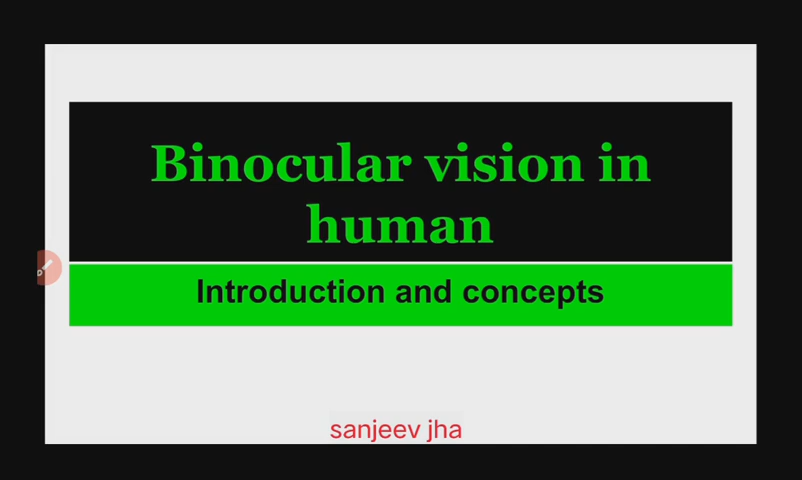 Binocular vision in
human
Introduction and concepts
sanjeev jha